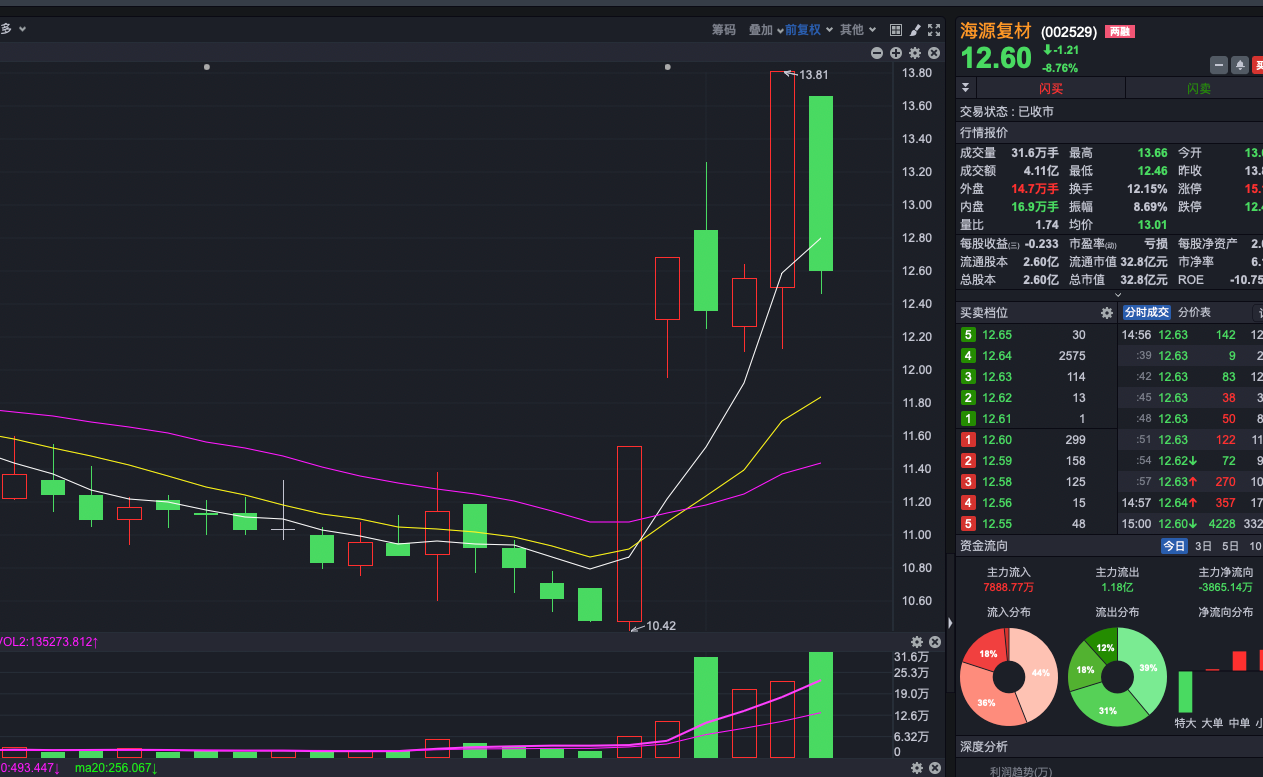 多
筹码 叠加 前复权 其他
13.81
13.80
13.60
13.40
13.20
13.00
12.80
12.60
12.40
12.20
12.00
11.80
11.60
11.40
11.20
11.00
10.80
10.60
10.42
VOL2:135273.812↑
31.6万
25.3万
19.0万
12.6万
6.32万
0
0:493.447↓ ma20:256.067↓
海源复材 (002529) 两融
12.60 -1.21
-8.76%
买
闪买 闪卖
交易状态 : 已收市
行情报价
成交量 31.6万手 最高 13.66 今开 13.
成交额 4.11亿 最低 12.46 昨收 13.
外盘 14.7万手 换手 12.15% 涨停 15.
内盘 16.9万手 振幅 8.69% 跌停 12.
量比 1.74 均价 13.01
每股收益(三) -0.233 市盈率(动) 亏损 每股净资产 2.
流通股本 2.60亿 流通市值 32.8亿元 市净率 6.
总股本 2.60亿 总市值 32.8亿元 ROE -10.75
买卖档位 分时成交 分价表
5 12.65 30 14:56 12.63 142 12
4 12.64 2575 :39 12.63 9 2
3 12.63 114 :42 12.63 83 12
2 12.62 13 :45 12.63 38 3
1 12.61 1 :48 12.63 50 8
1 12.60 299 :51 12.63 122 11
2 12.59 158 :54 12.62↓ 72 9
3 12.58 125 :57 12.63↑ 270 10
4 12.56 15 14:57 12.64↑ 357 17
5 12.55 48 15:00 12.60↓ 4228 332
资金流向 今日 3日 5日 10
主力流入 主力流出 主力净流向
7888.77万 1.18亿 -3865.14万
流入分布 流出分布 净流向分布
18% 44% 36%
12% 39% 18% 31%
特大 大单 中单 小
深度分析
利润趋势(万)